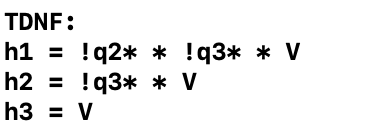 TDNF:
h1 = !q2* * !q3* * V
h2 = !q3* * V
h3 = V